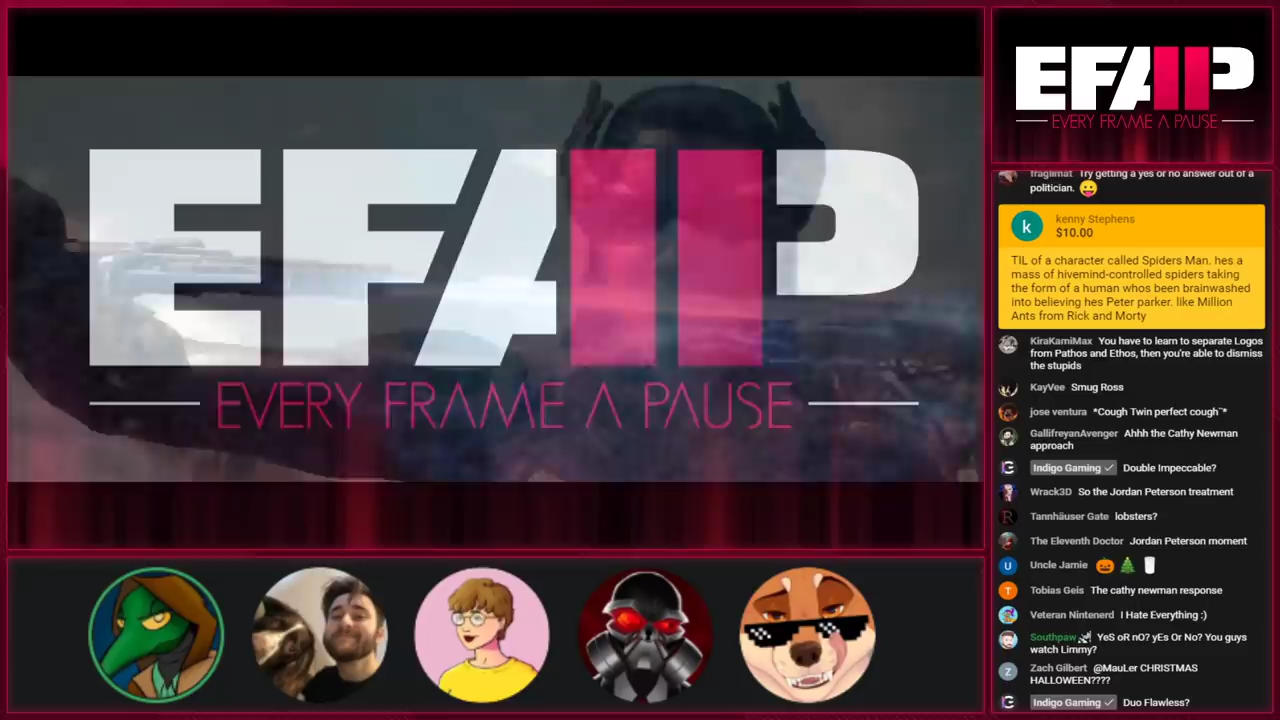 EFAP
EVERY FRAME A PAUSE
EFAP
EVERY FRAME A PAUSE
fragilmat Try getting a yes or no answer out of a
politician. 😛
k
kenny Stephens
$10.00
TIL of a character called Spiders Man. hes a
mass of hivemind-controlled spiders taking
the form of a human whos been brainwashed
into believing hes Peter parker. like Million
Ants from Rick and Morty
KiraKamiMax You have to learn to separate Logos
from Pathos and Ethos, then you're able to dismiss
the stupids
KayVee Smug Ross
jose ventura *Cough Twin perfect cough¨*
GallifreyanAvenger Ahhh the Cathy Newman
approach
Indigo Gaming ✓ Double Impeccable?
Wrack3D So the Jordan Peterson treatment
R
Tannhäuser Gate lobsters?
The Eleventh Doctor Jordan Peterson moment
U
Uncle Jamie 🎃 🎄 🥛
T
Tobias Geis The cathy newman response
Veteran Nintenerd I Hate Everything :)
Southpaw YeS oR nO? yEs Or No? You guys
watch Limmy?
Z
Zach Gilbert @MauLer CHRISTMAS
HALLOWEEN????
Indigo Gaming ✓ Duo Flawless?